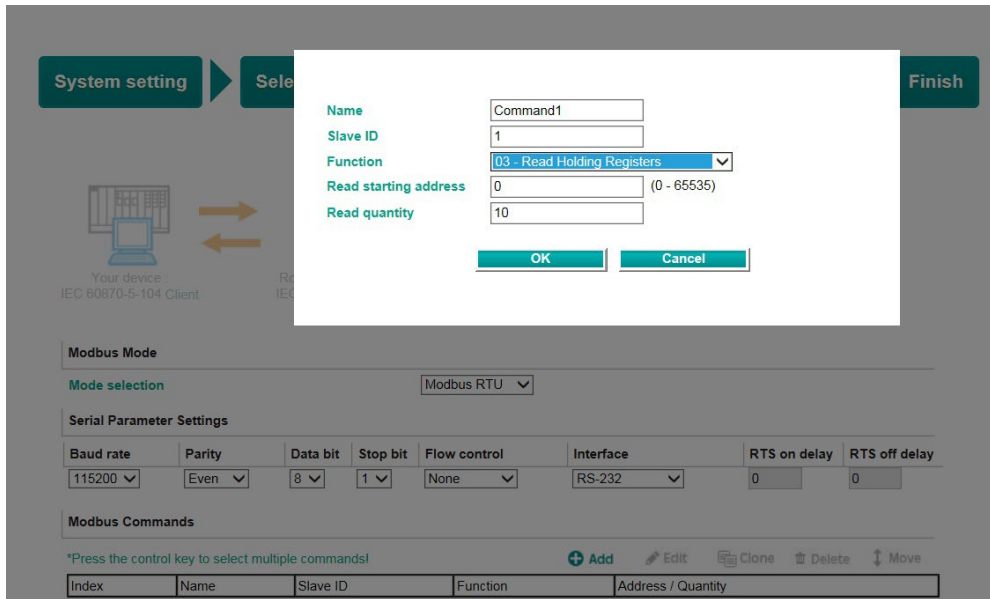 System setting
Sele
Finish
Name Command1
Slave ID 1
Function 03 - Read Holding Registers
Read starting address 0 (0 - 65535)
Read quantity 10
OK Cancel
Your device :
IEC 60870-5-104 Client
Modbus Mode
Mode selection Modbus RTU
Serial Parameter Settings
Baud rate Parity Data bit Stop bit Flow control Interface RTS on delay RTS off delay
115200 Even 8 1 None RS-232 0 0
Modbus Commands
*Press the control key to select multiple commands! Add Edit Clone Delete Move
Index Name Slave ID Function Address / Quantity